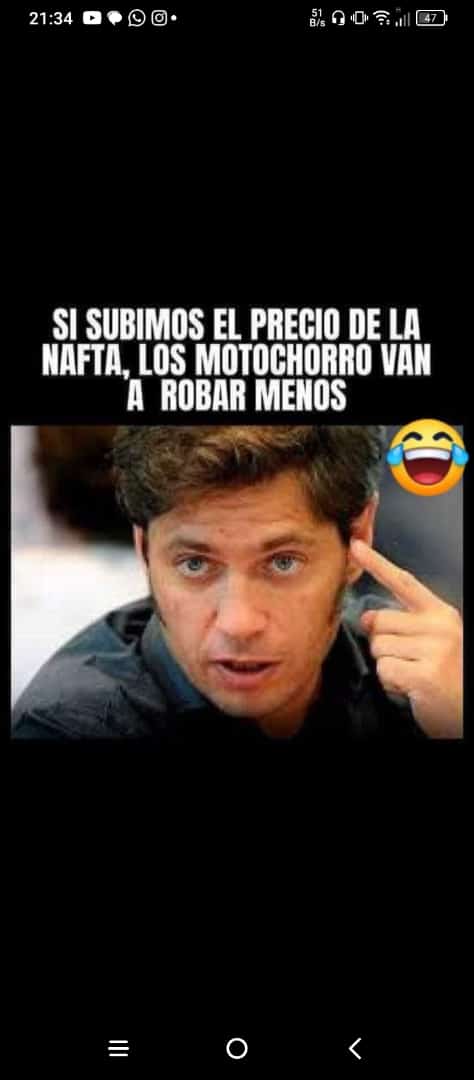 21:34
51
B/s
47
SI SUBIMOS EL PRECIO DE LA
NAFTA, LOS MOTOCHORRO VAN
A ROBAR MENOS